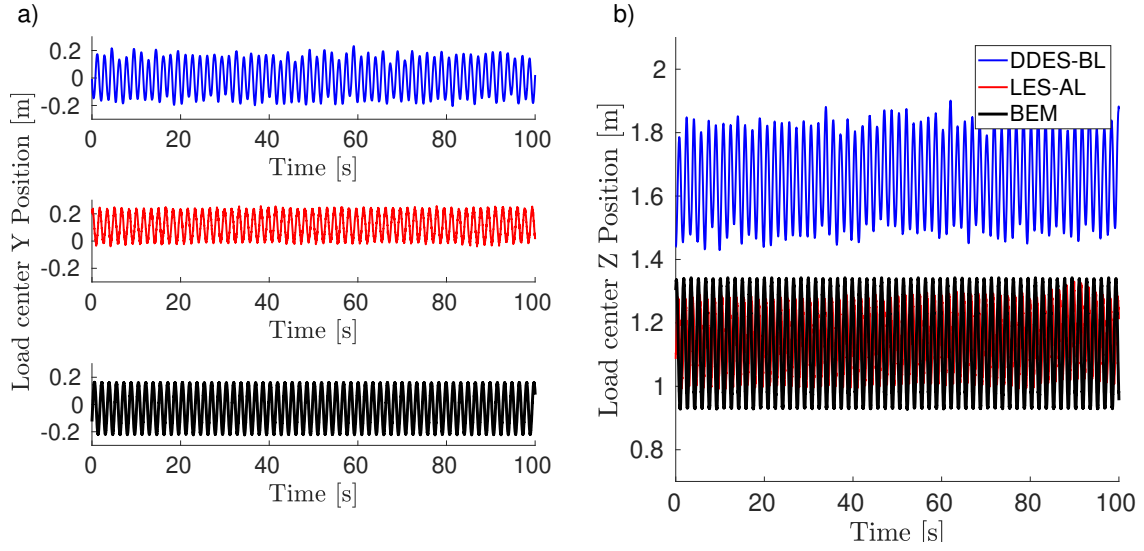 a)
Load center Y Position [m]
0.2
0
-0.2
0 20 40 60 80 100
Time [s]
0.2
0
-0.2
0 20 40 60 80 100
Time [s]
0.2
0
-0.2
0 20 40 60 80 100
Time [s]
b)
Load center Z Position [m]
2
1.8
1.6
1.4
1.2
1
0.8
0 20 40 60 80 100
Time [s]
DDES-BL
LES-AL
BEM